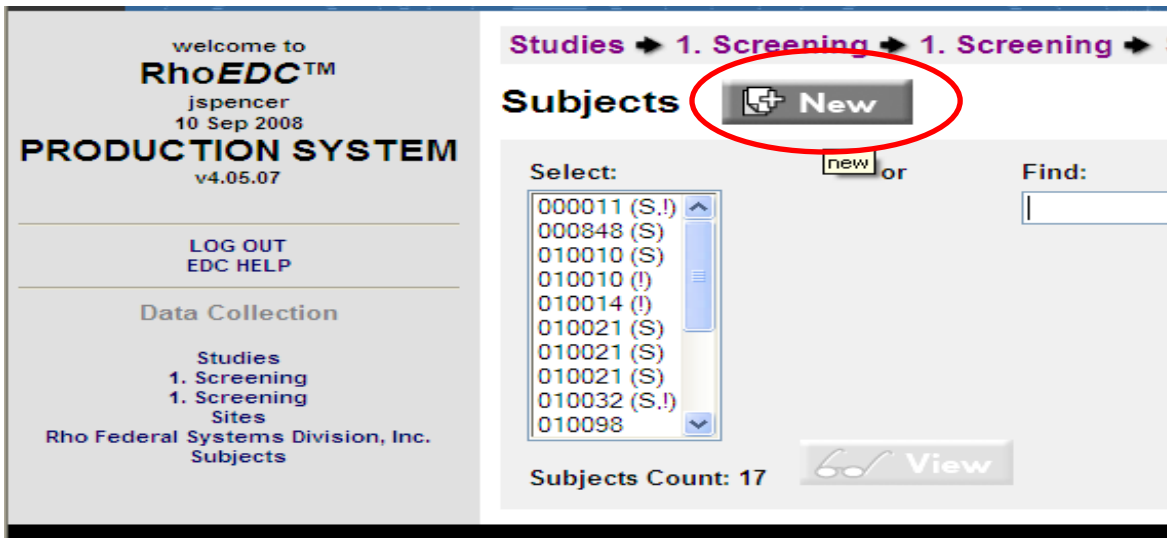 welcome to
RhoEDC™
jspencer
10 Sep 2008
PRODUCTION SYSTEM
v4.05.07
LOG OUT
EDC HELP
Data Collection
Studies
1. Screening
1. Screening
Sites
Rho Federal Systems Division, Inc.
Subjects
Studies 1. Screening 1. Screening
Subjects New
new
Select: or Find:
000011 (S,!)
000848 (S)
010010 (S)
010010 (!)
010014 (!)
010021 (S)
010021 (S)
010021 (S)
010032 (S,!)
010098
Subjects Count: 17 View